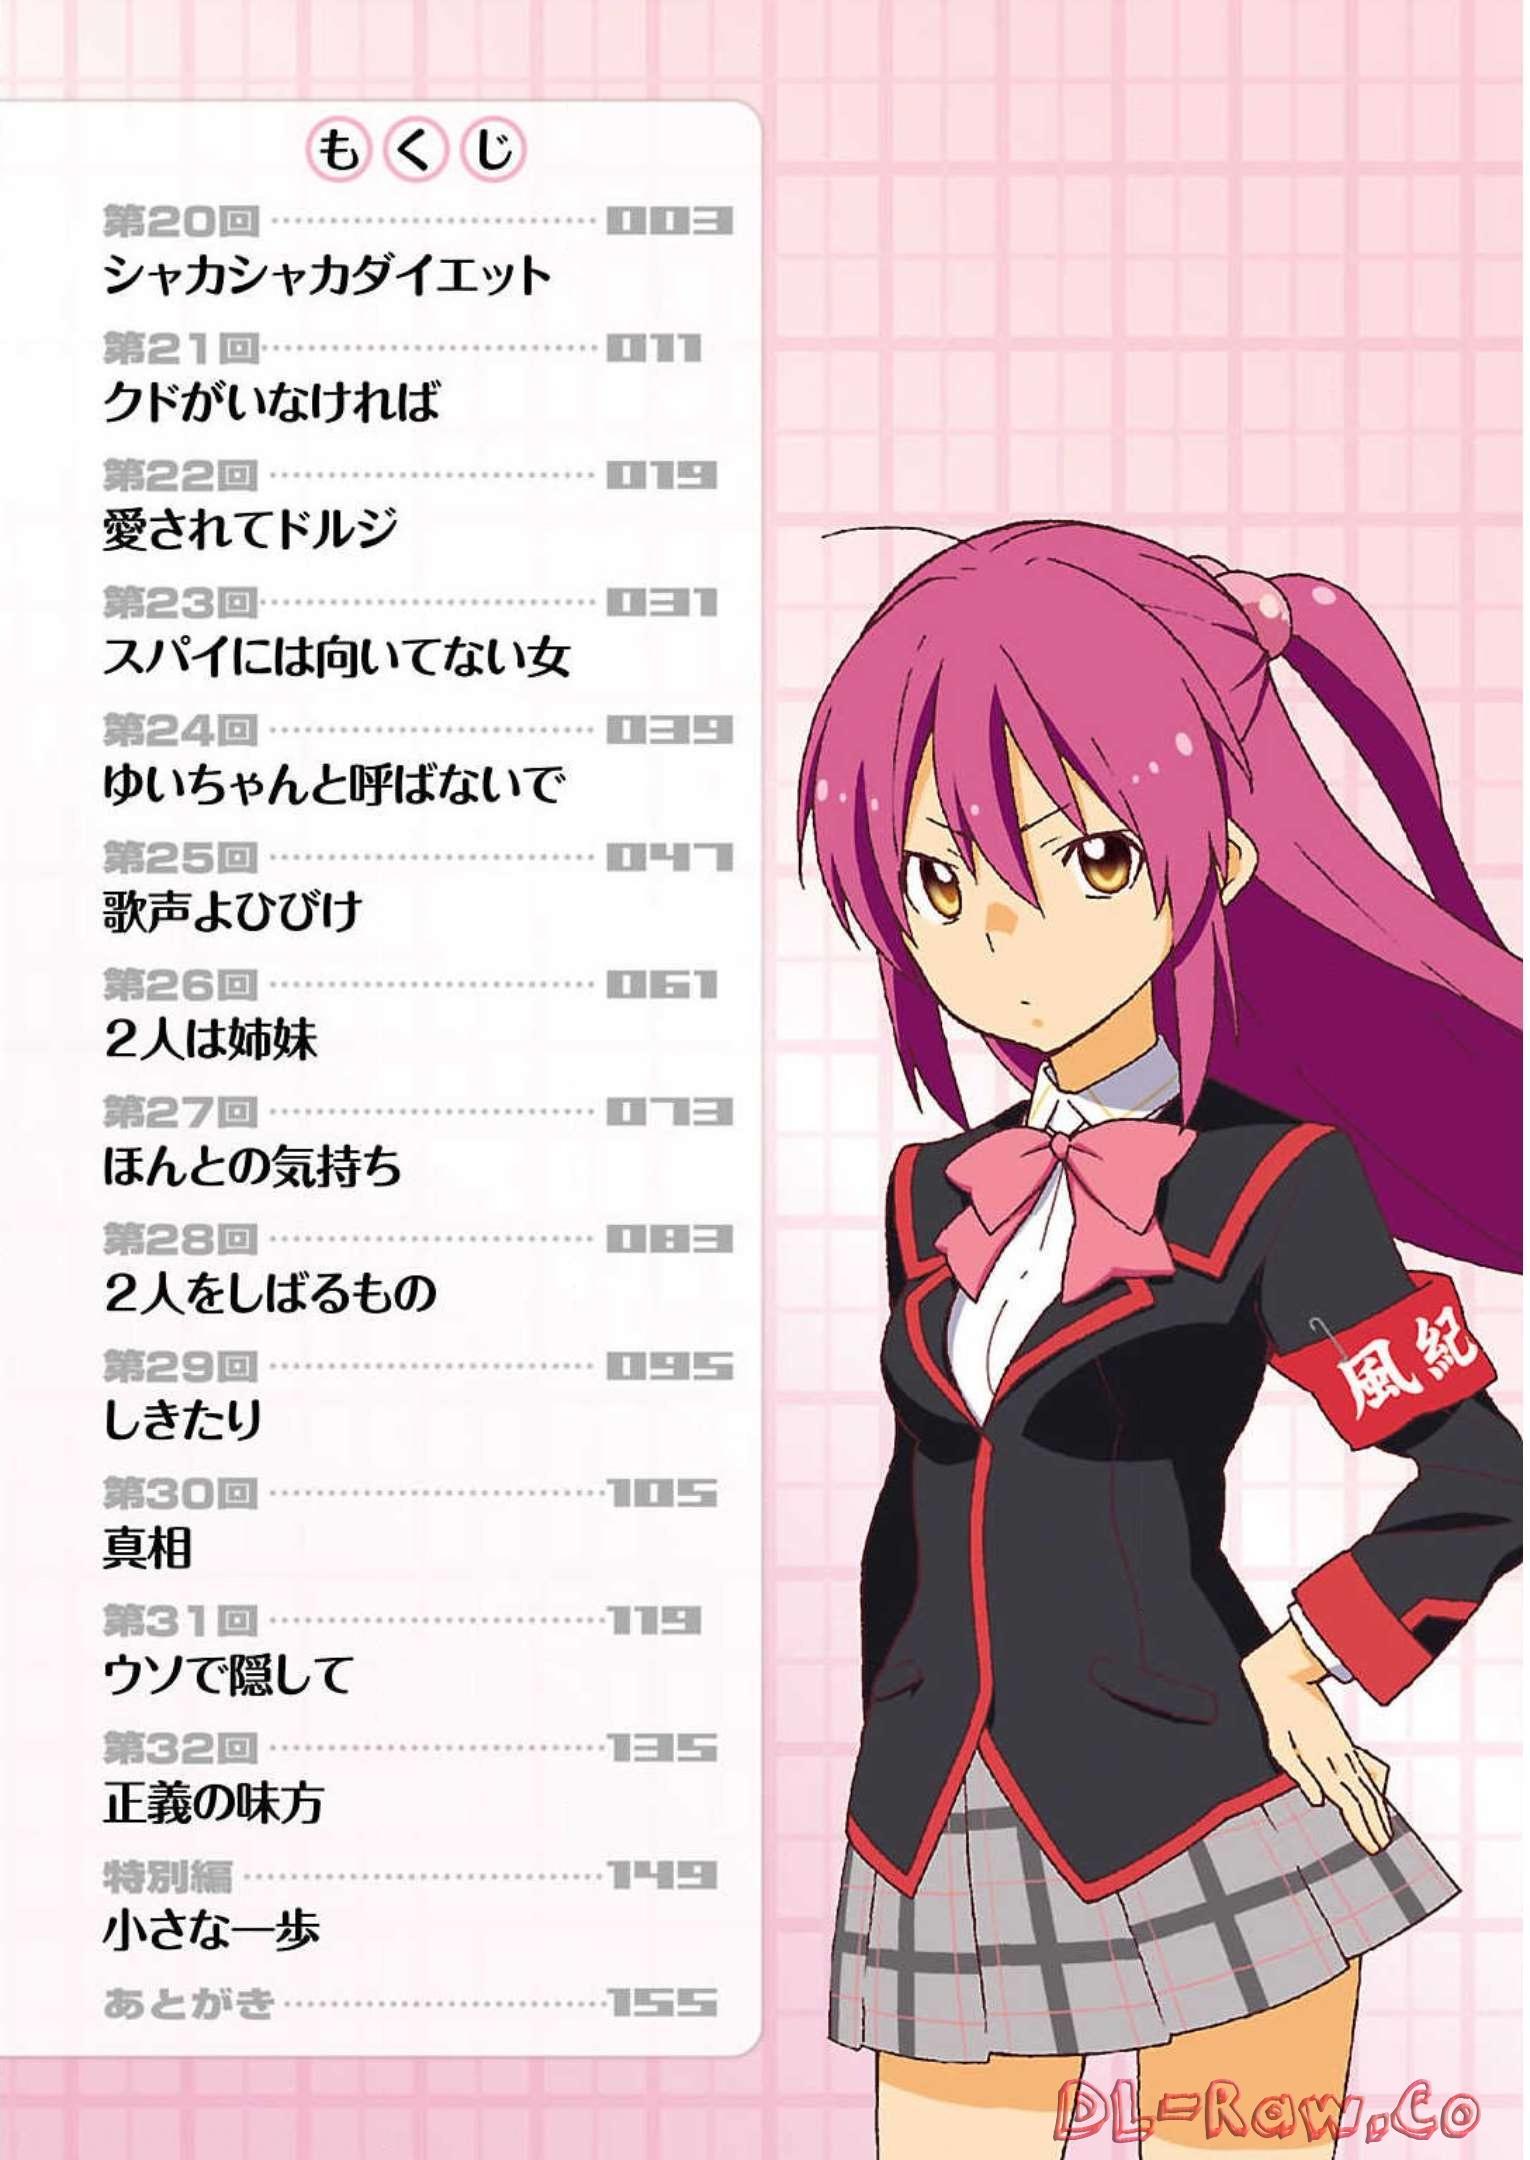 もくじ
第20回 ………………………… 003
シャカシャカダイエット
第21回 ………………………… 011
クドがいなければ
第22回 ………………………… 019
愛されてドルジ
第23回 ………………………… 031
スパイには向いてない女
第24回 ………………………… 039
ゆいちゃんと呼ばないで
第25回 ………………………… 047
歌声よひびけ
第26回 ………………………… 061
2人は姉妹
第27回 ………………………… 073
ほんとの気持ち
第28回 ………………………… 083
2人をしばるもの
第29回 ………………………… 095
しきたり
第30回 ………………………… 105
真相
第31回 ………………………… 119
ウソで隠して
第32回 ………………………… 135
正義の味方
特別編 ………………………… 149
小さな一歩
あとがき ………………………… 155
風紀
DL-Raw.Co